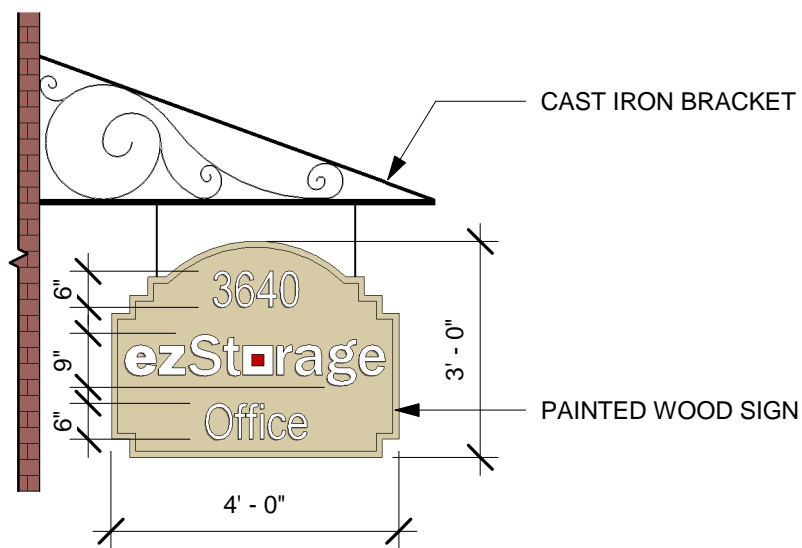 CAST IRON BRACKET
3640
ezStorage
Office
PAINTED WOOD SIGN
6"
9"
6"
3' - 0"
4' - 0"